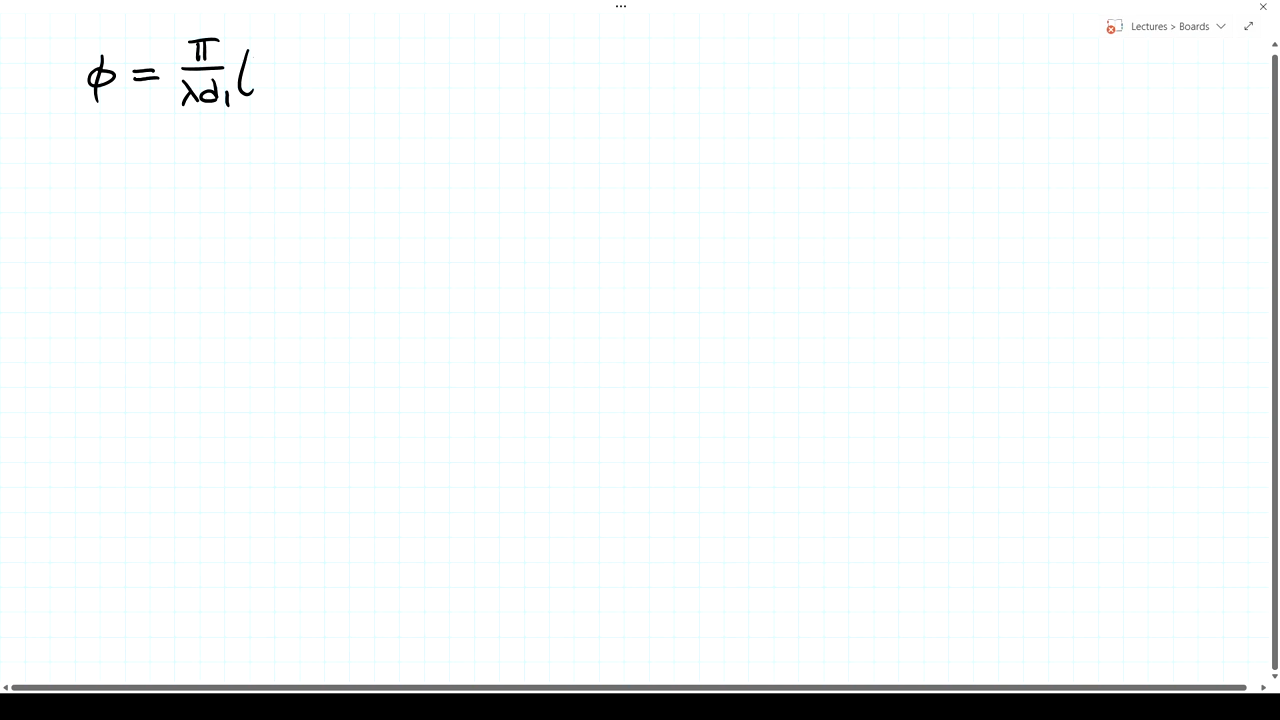 Lectures > Boards
ϕ = π/(λd₁) (